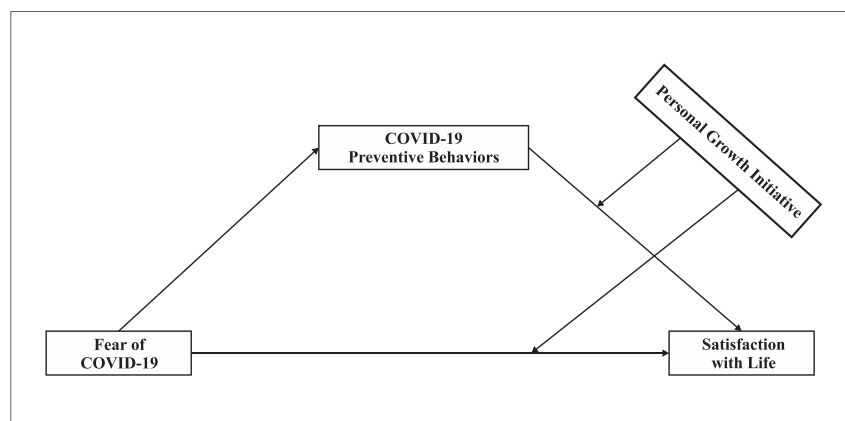 COVID-19
Preventive Behaviors
Personal Growth Initiative
Fear of
COVID-19
Satisfaction
with Life